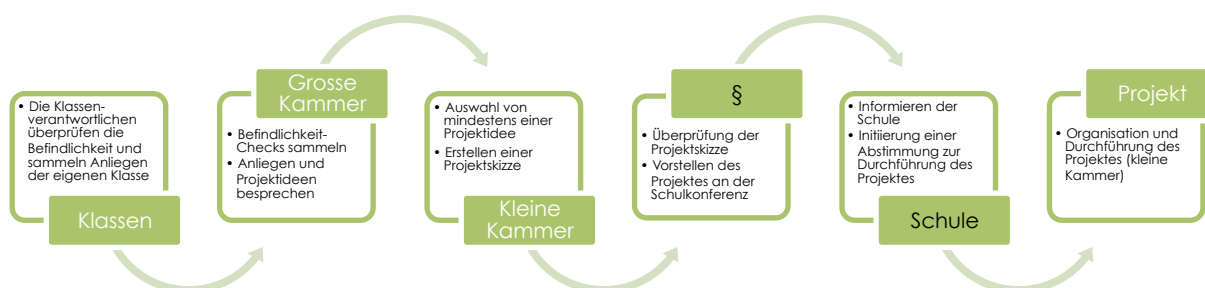 • Die Klassen-
verantwortlichen
überprüfen die
Befindlichkeit und
sammeln Anliegen
der eigenen Klasse
Klassen
Grosse
Kammer
• Befindlichkeit-
Checks sammeln
• Anliegen und
Projektideen
besprechen
• Auswahl von
mindestens einer
Projektidee
• Erstellen einer
Projektskizze
Kleine
Kammer
§
• Überprüfung der
Projektskizze
• Vorstellen des
Projektes an der
Schulkonferenz
• Informieren der
Schule
• Initiierung einer
Abstimmung zur
Durchführung des
Projektes
Schule
Projekt
• Organisation und
Durchführung des
Projektes (kleine
Kammer)